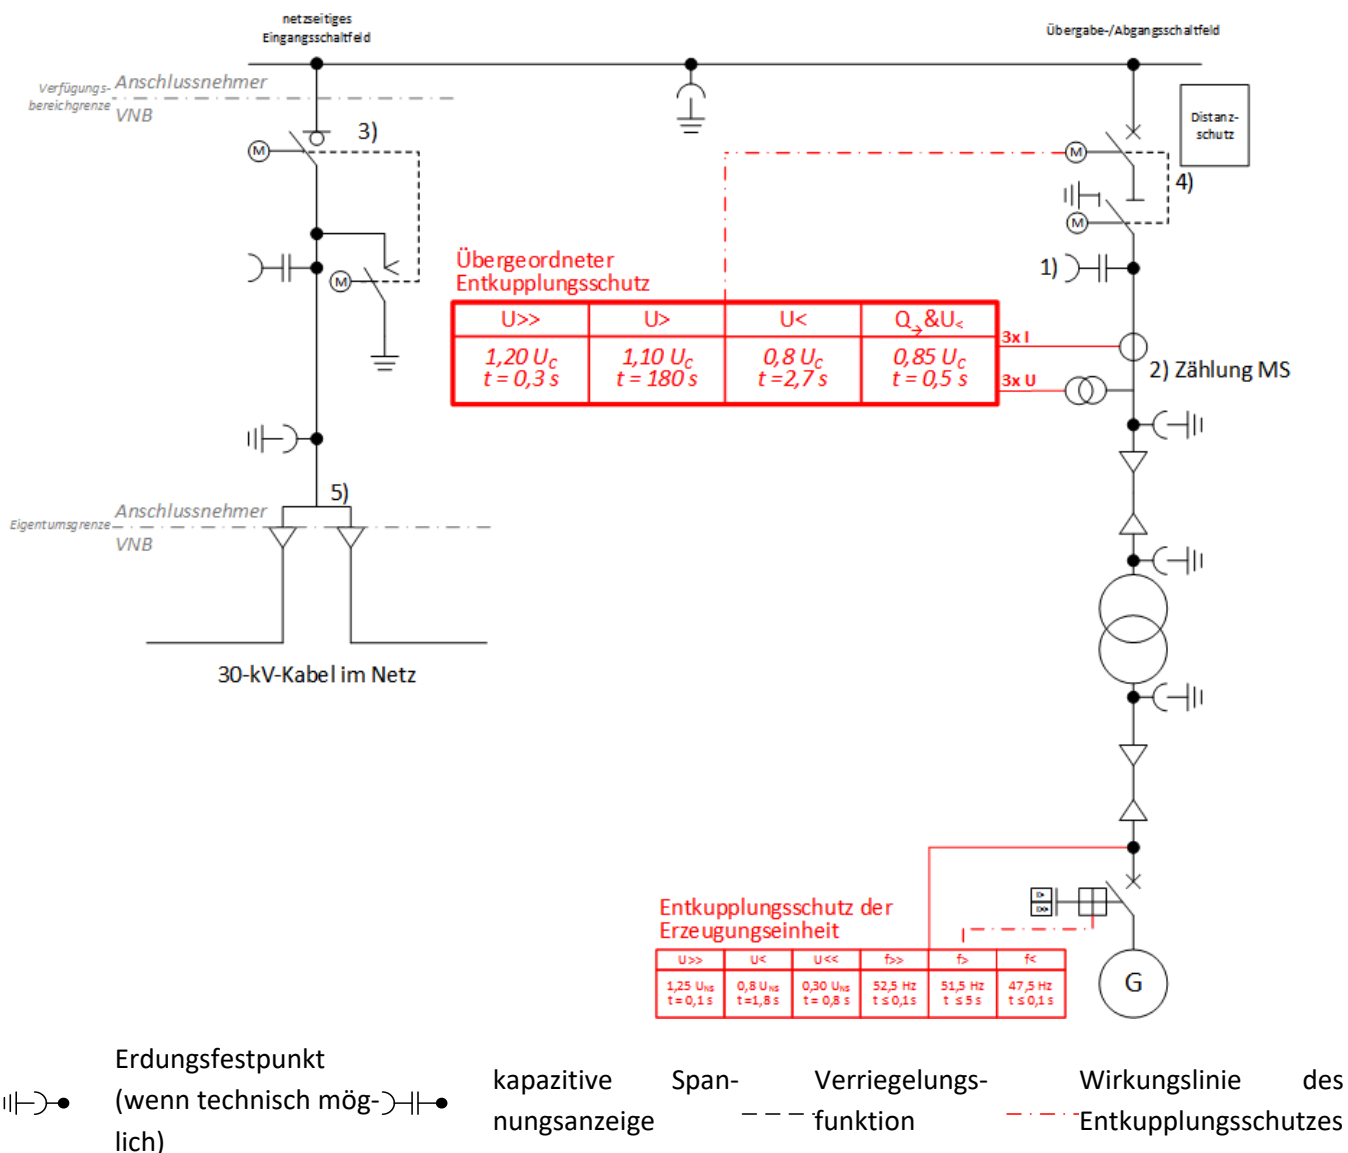 netzseitiges
Eingangsschaltfeld
Übergabe-/Abgangsschaltfeld
Verfügungs-
bereichgrenze
Anschlussnehmer
VNB
3)
M
M
Distanz-
schutz
M
4)
M
1)
Übergeordneter
Entkupplungsschutz
U>> U> U< Q→&U<
1,20 Uc 1,10 Uc 0,8 Uc 0,85 Uc
t = 0,3 s t = 180 s t =2,7 s t = 0,5 s
3x I
3x U
2) Zählung MS
5)
Eigentumsgrenze
Anschlussnehmer
VNB
30-kV-Kabel im Netz
Entkupplungsschutz der
Erzeugungseinheit
U>> U< U<< f>> f> f<
1,25 UNS 0,8 UNS 0,30 UNS 52,5 Hz 51,5 Hz 47,5 Hz
t = 0,1 s t =1,8 s t = 0,8 s t ≤ 0,1s t ≤ 5 s t ≤ 0,1 s
G
Erdungsfestpunkt
(wenn technisch mög-
lich)
kapazitive Span-
nungsanzeige
Verriegelungs-
funktion
Wirkungslinie des
Entkupplungsschutzes